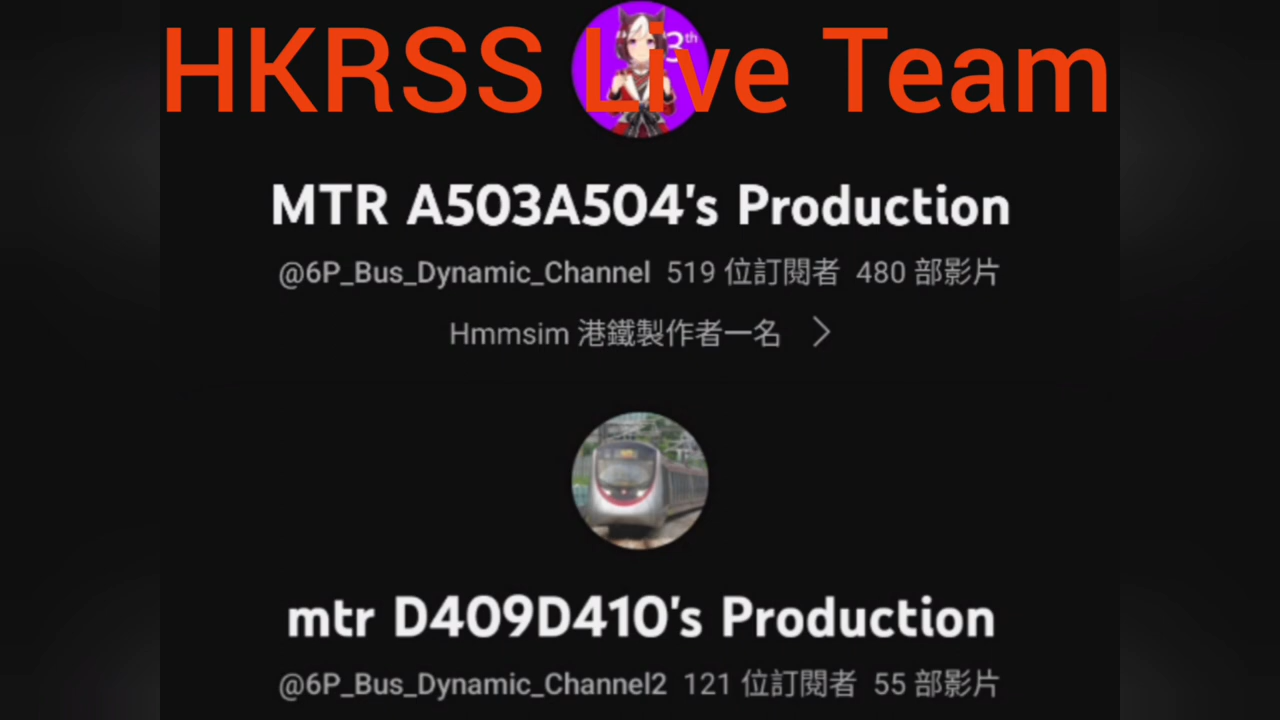 HKRSS Live Team
3th
MTR A503A504's Production
@6P_Bus_Dynamic_Channel 519 位訂閱者 480 部影片
Hmmsim 港鐵製作者一名
mtr D409D410's Production
@6P_Bus_Dynamic_Channel2 121 位訂閱者 55 部影片